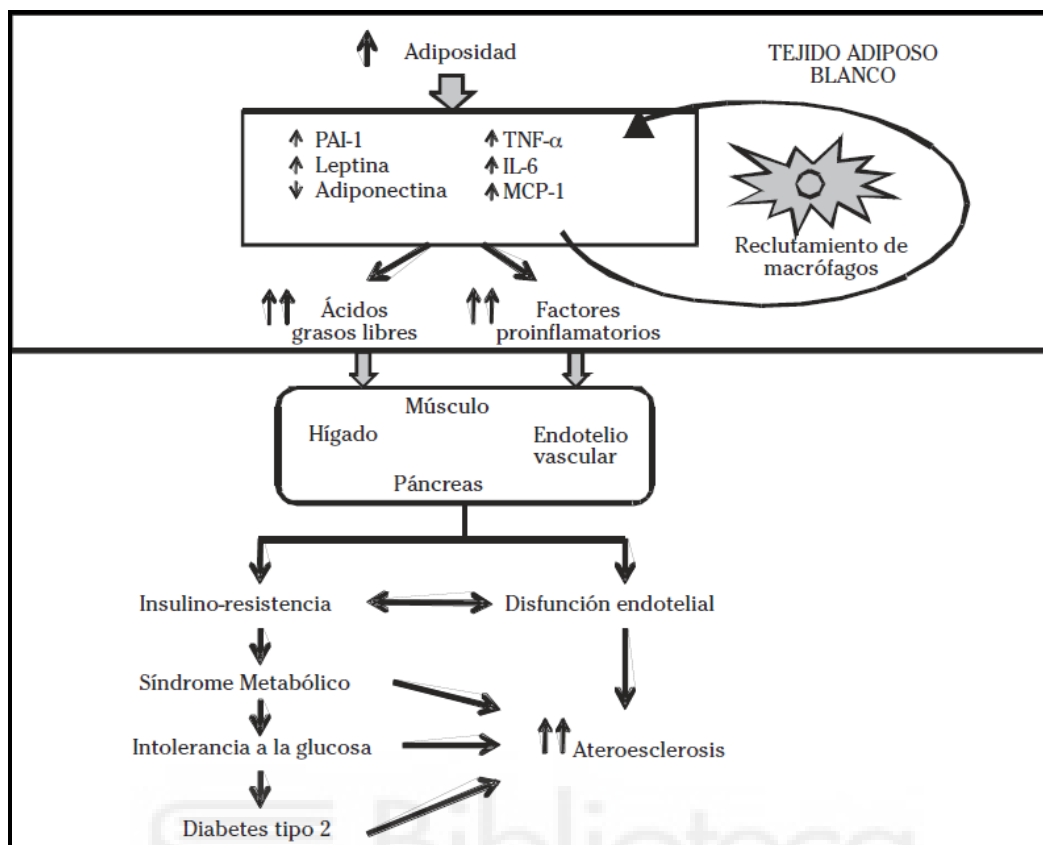 Adiposidad
TEJIDO ADIPOSO
BLANCO
PAI-1
Leptina
Adiponectina
TNF-α
IL-6
MCP-1
Reclutamiento de
macrófagos
Ácidos
grasos libres
Factores
proinflamatorios
Músculo
Hígado
Endotelio
vascular
Páncreas
Insulino-resistencia
Disfunción endotelial
Síndrome Metabólico
Intolerancia a la glucosa
Ateroesclerosis
Diabetes tipo 2
Biblioteca